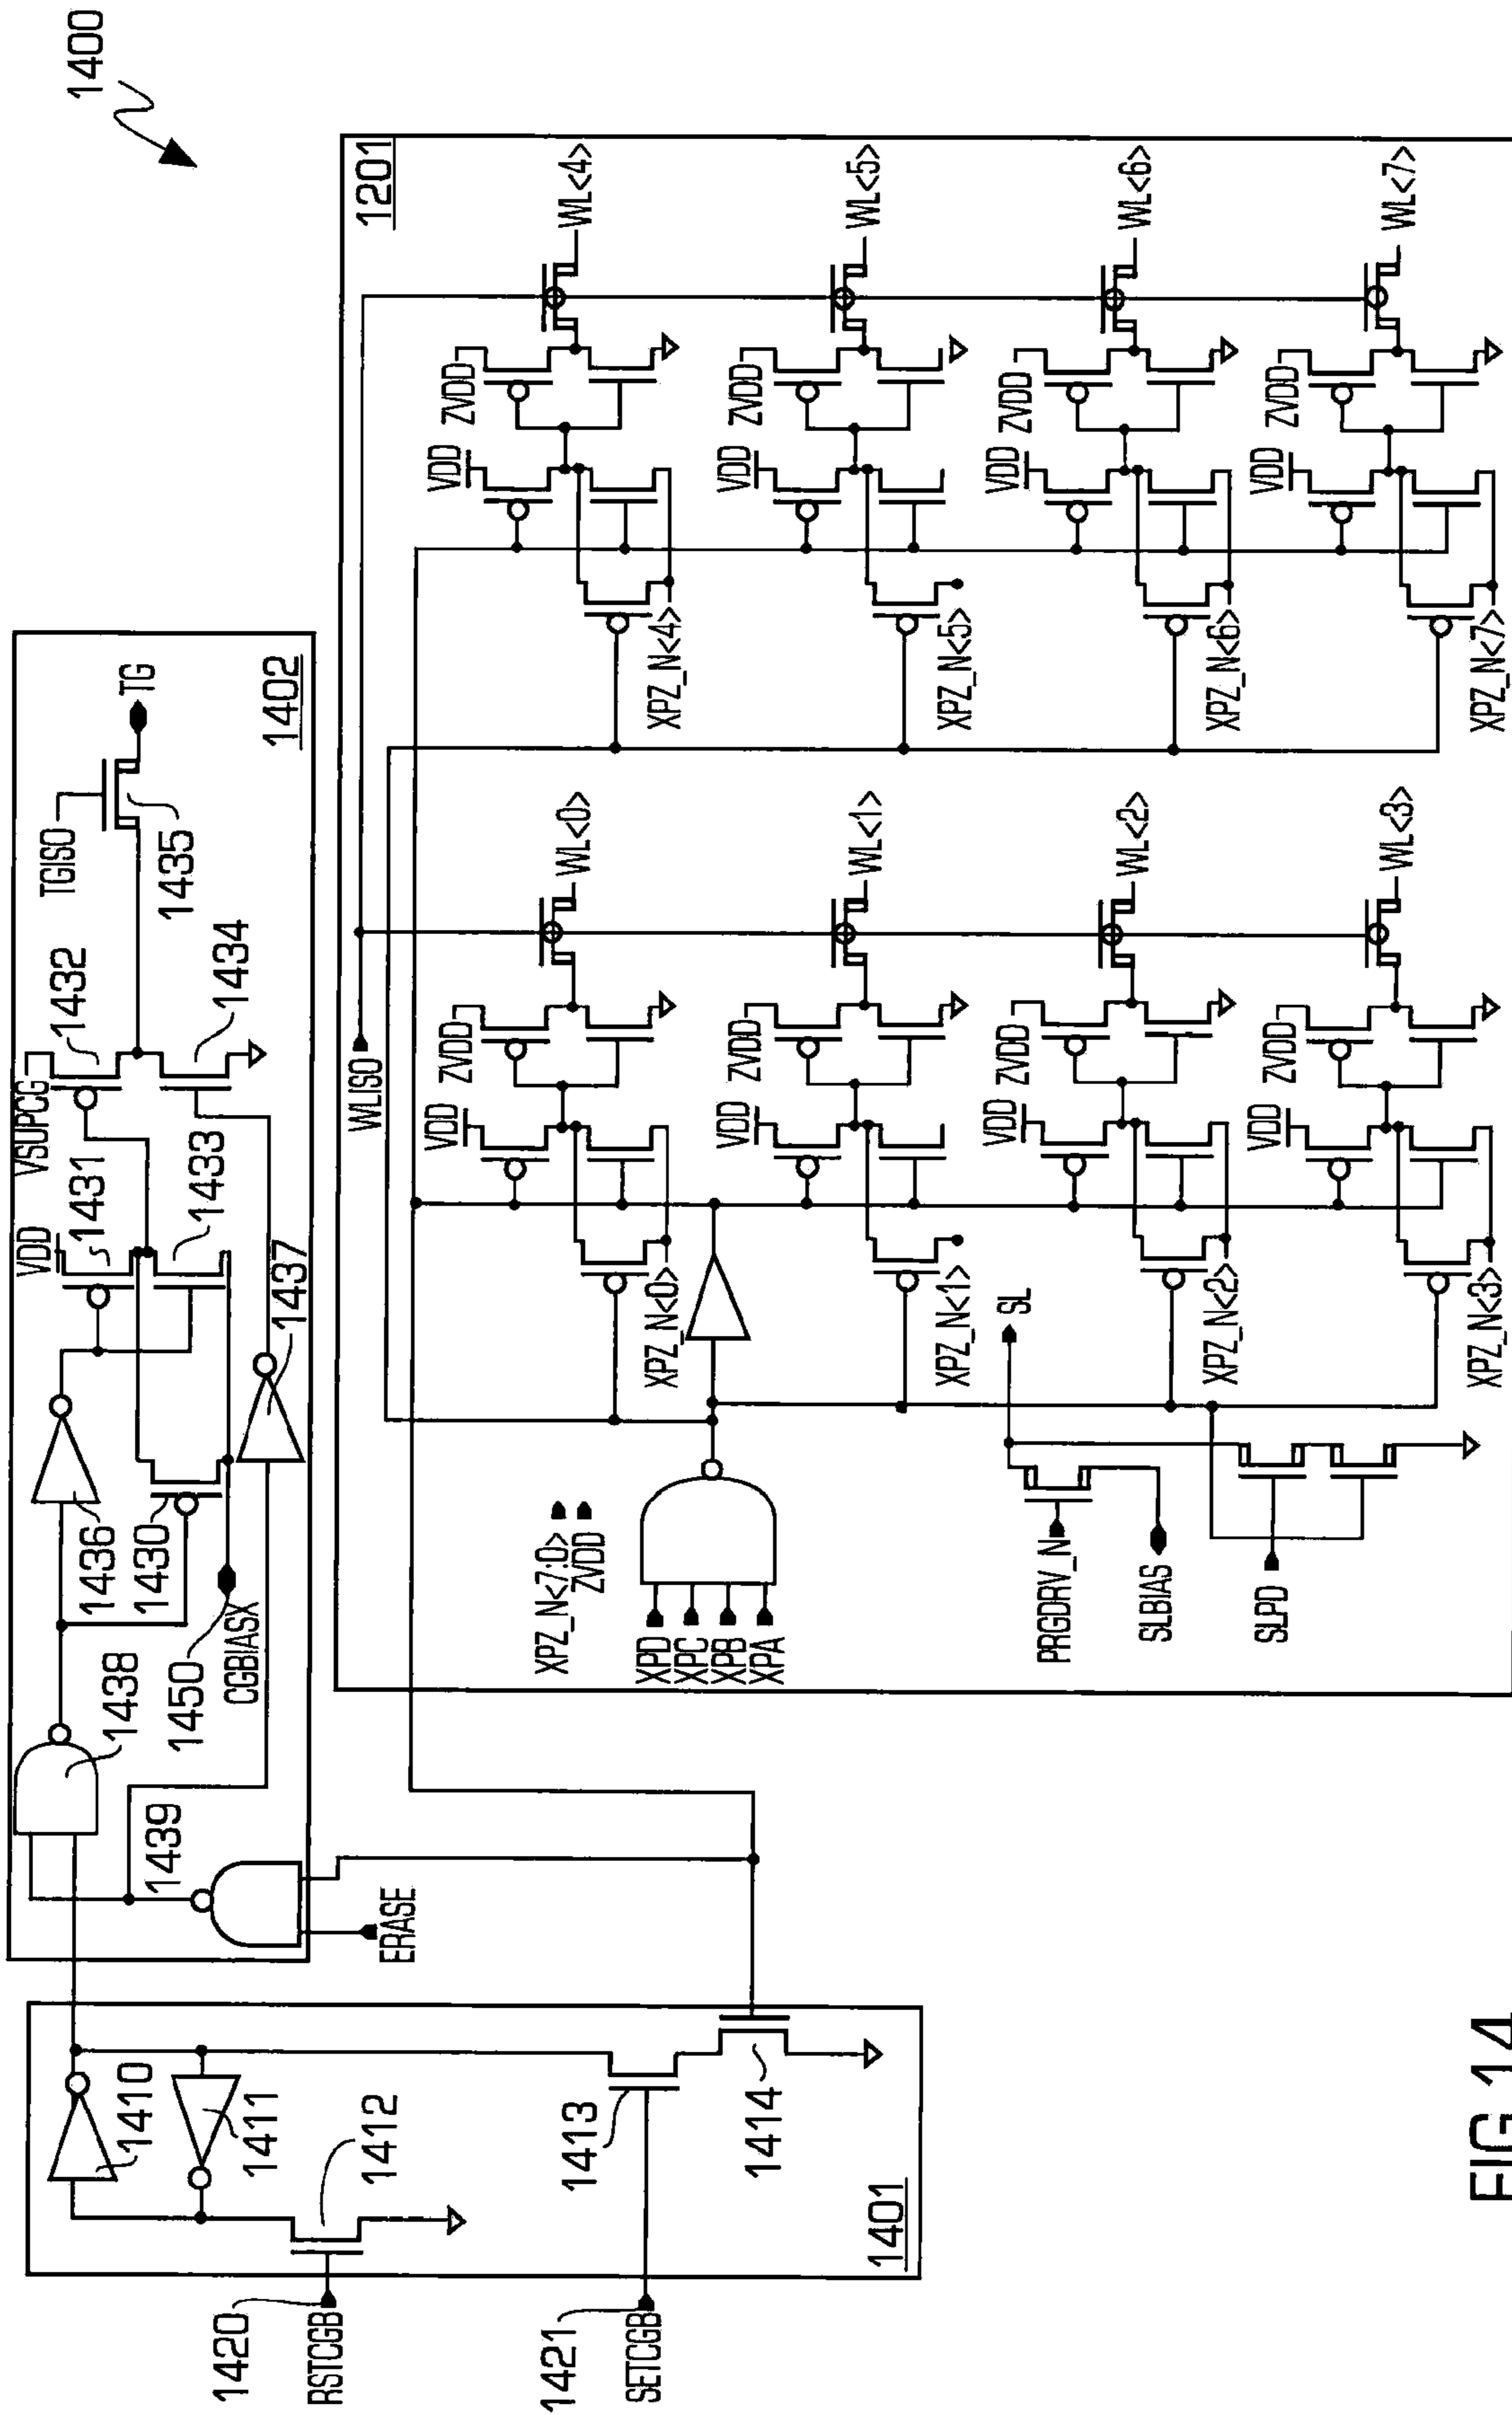 1400
1402
TG
TGISO
1435
1432
1434
VSUPCG
1431
1433
VDD
1437
1436
1430
1450
CGBIASX
1438
1439
ERASE
1410
1411
1412
1413
1414
1401
1420
RSTCGB
1421
SETCGB
1201
WLISO
VDD
ZVDD
WL<4>
XPZ_N<4>
VDD
ZVDD
WL<5>
XPZ_N<5>
VDD
ZVDD
WL<6>
XPZ_N<6>
VDD
ZVDD
WL<7>
XPZ_N<7>
VDD
ZVDD
WL<0>
XPZ_N<0>
VDD
ZVDD
WL<1>
XPZ_N<1>
VDD
ZVDD
WL<2>
XPZ_N<2>
VDD
ZVDD
WL<3>
XPZ_N<3>
XPZ_N<7:0>
ZVDD
XPD
XPC
XPB
XPA
SL
PRGDRV_N
SLBIAS
SLPD
FIG 14